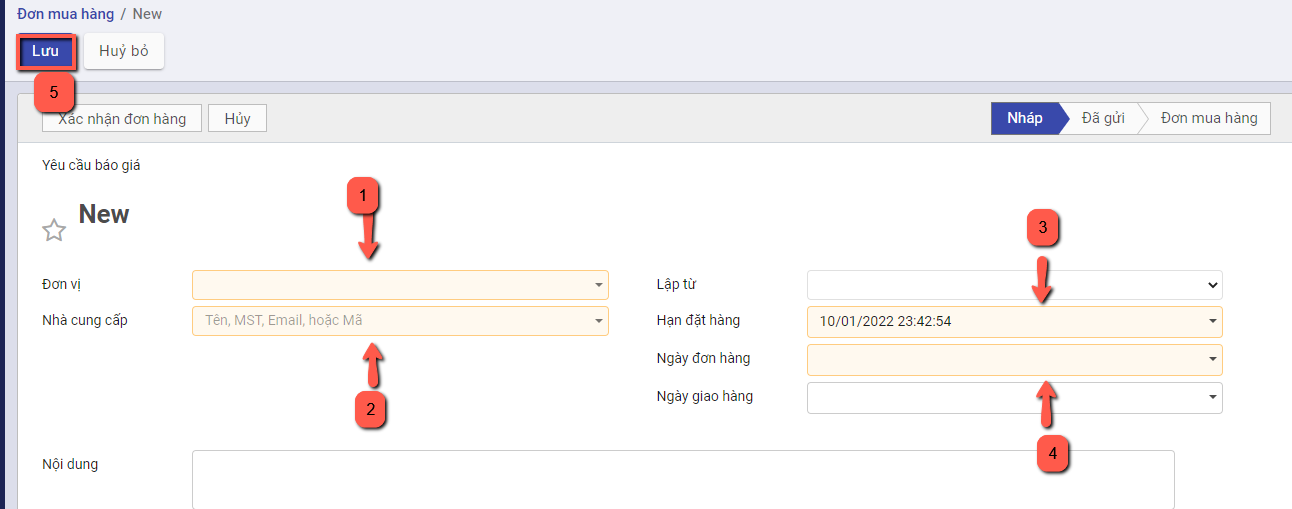 Đơn mua hàng / New
Lưu
Huỷ bỏ
5
Xác nhận đơn hàng
Hủy
Nháp
Đã gửi
Đơn mua hàng
Yêu cầu báo giá
1
New
3
Đơn vị
Lập từ
Nhà cung cấp
Tên, MST, Email, hoặc Mã
Hạn đặt hàng
10/01/2022 23:42:54
Ngày đơn hàng
Ngày giao hàng
2
4
Nội dung